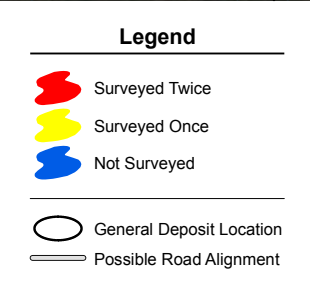 Legend
Surveyed Twice
Surveyed Once
Not Surveyed
General Deposit Location
Possible Road Alignment